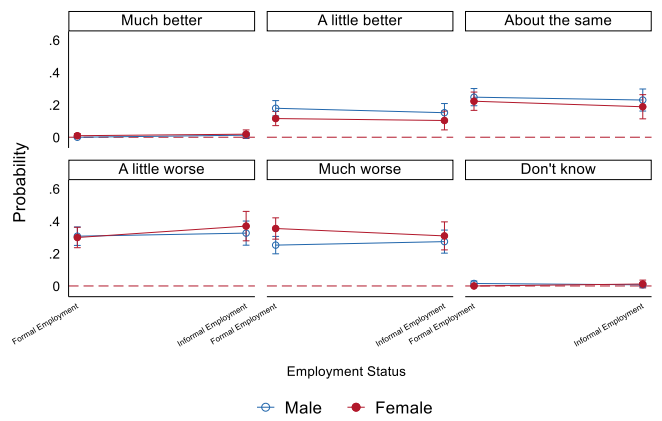 Much better
A little better
About the same
.6
.4
.2
0
A little worse
Much worse
Don't know
.6
.4
.2
0
Probability
Formal Employment
Informal Employment
Formal Employment
Informal Employment
Formal Employment
Informal Employment
Employment Status
Male
Female